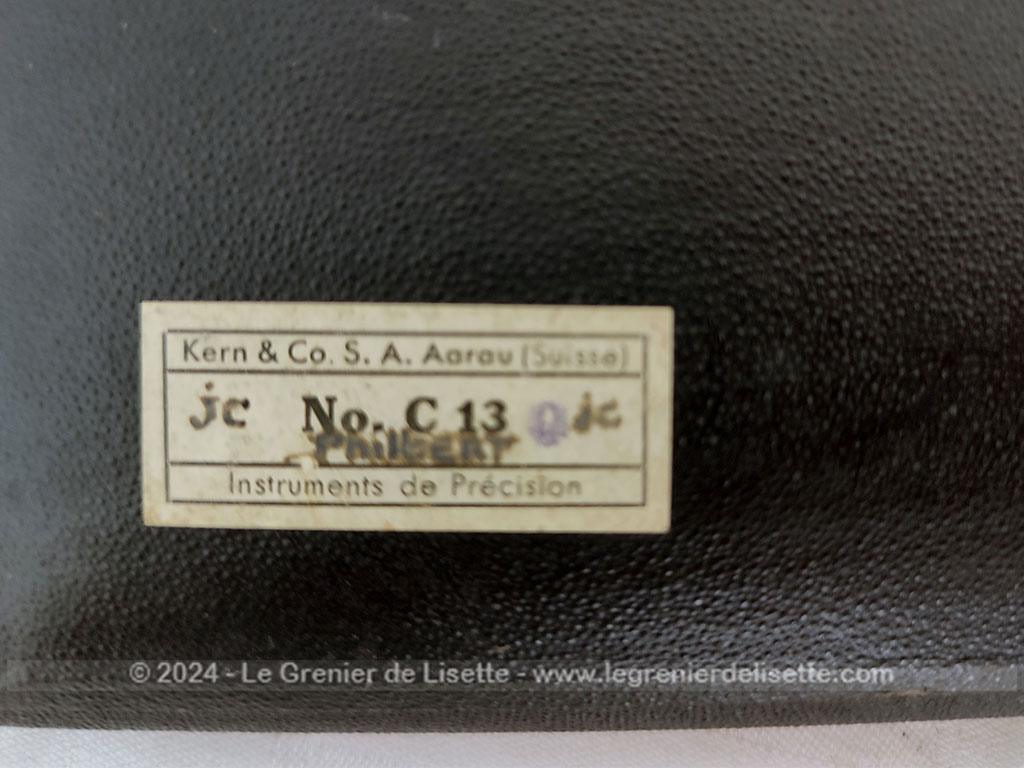 Kern & Co. S. A. Aarau (Suisse)
jc No. C 13 jc
PhilBERT
Instruments de Précision
© 2024 - Le Grenier de Lisette - www.legrenierdelisette.com